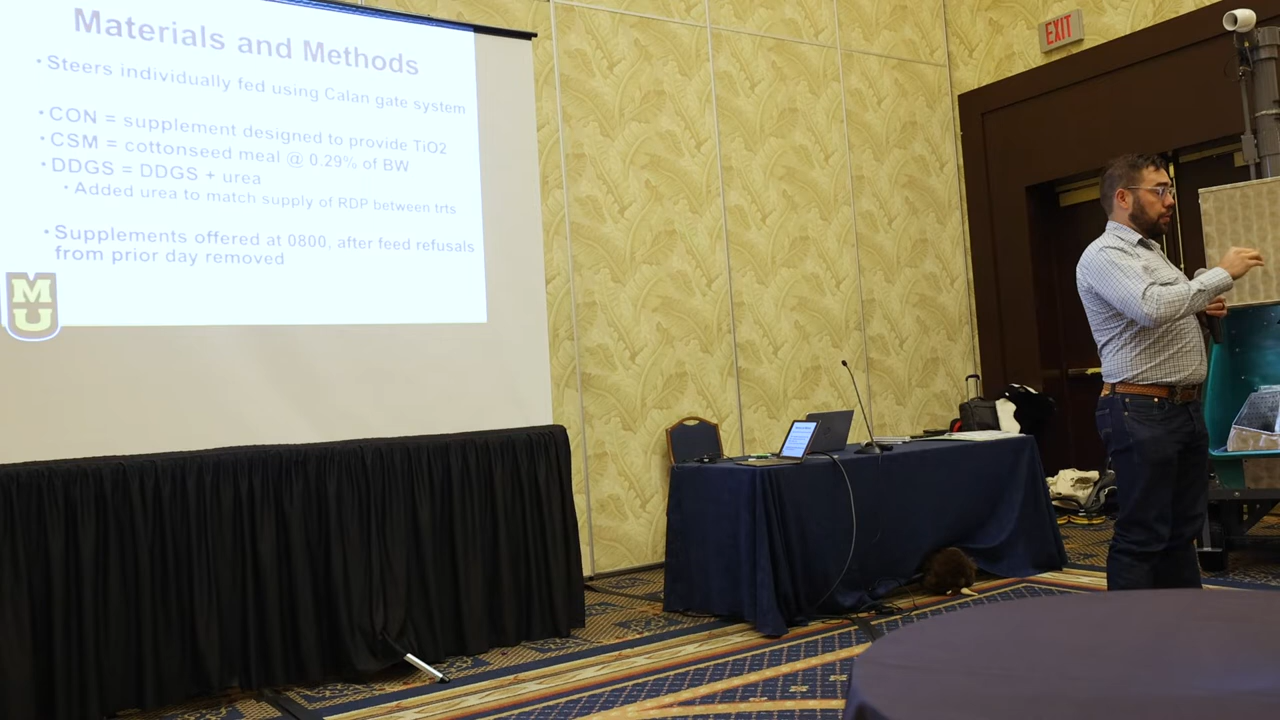 Materials and Methods
• Steers individually fed using Calan gate system
• CON = supplement designed to provide TiO2
• CSM = cottonseed meal @ 0.29% of BW
• DDGS = DDGS + urea
• Added urea to match supply of RDP between trts
• Supplements offered at 0800, after feed refusals
from prior day removed
MU
EXIT